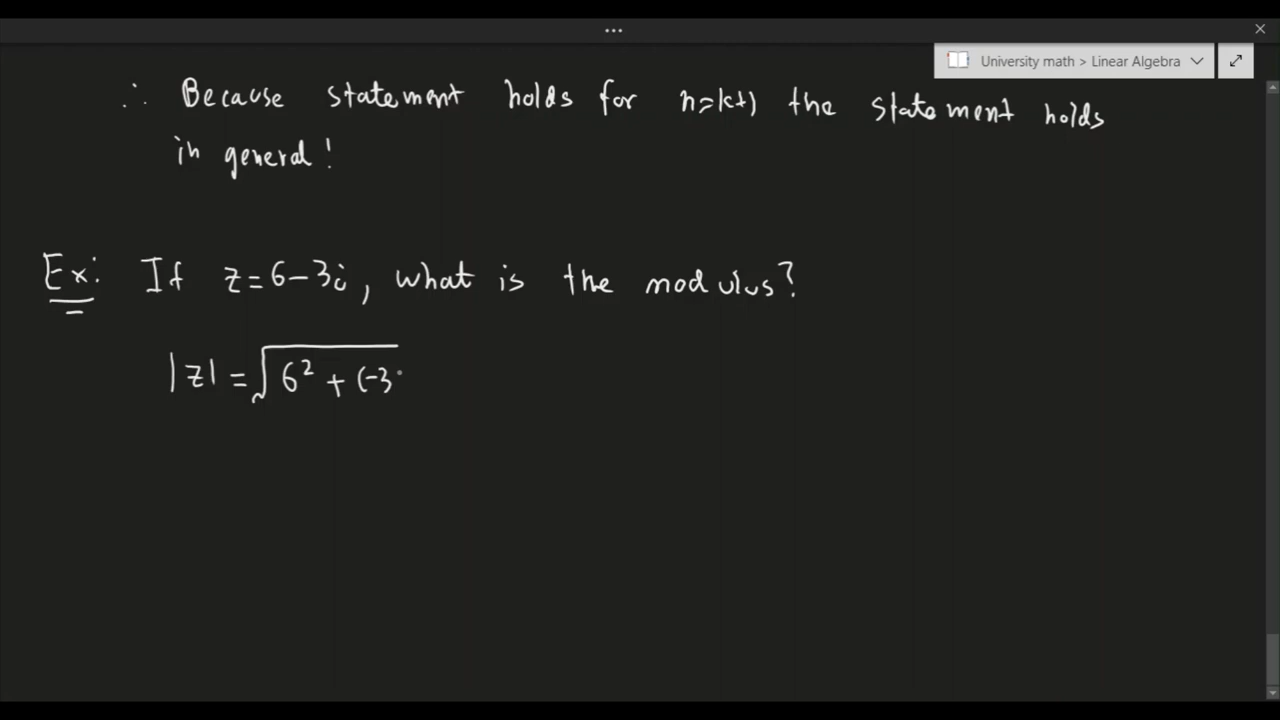 ...
University math > Linear Algebra
∴ Because statement holds for n=k+1 the statement holds
in general!
Ex: If z=6-3i, what is the modulus?
|z| = √6² + (-3